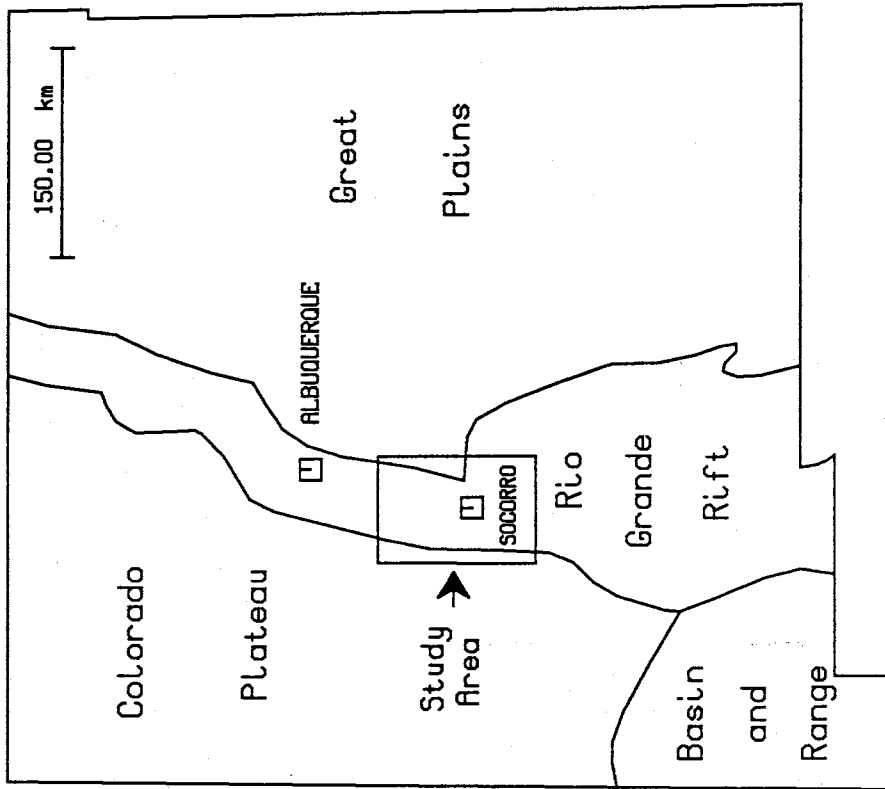 150.00 km
Colorado
Plateau
Great
Plains
ALBUQUERQUE
SOCORRO
Study
Area
Rio
Grande
Rift
Basin
and
Range